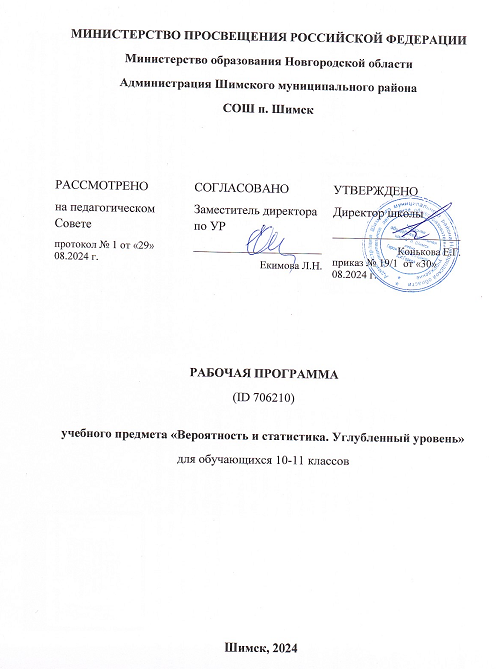 МИНИСТЕРСТВО ПРОСВЕЩЕНИЯ РОССИЙСКОЙ ФЕДЕРАЦИИ
Министерство образования Новгородской области
Администрация Шимского муниципального района
СОШ п. Шимск
РАССМОТРЕНО
на педагогическом
Совете
протокол № 1 от «29»
08.2024 г.
СОГЛАСОВАНО
Заместитель директора
по УР
Екимова Л.Н.
УТВЕРЖДЕНО
Директор школы
Конькова Е.Г.
приказ № 19/1 от «30»
08.2024 г.
РАБОЧАЯ ПРОГРАММА
(ID 706210)
учебного предмета «Вероятность и статистика. Углубленный уровень»
для обучающихся 10-11 классов
Шимск, 2024